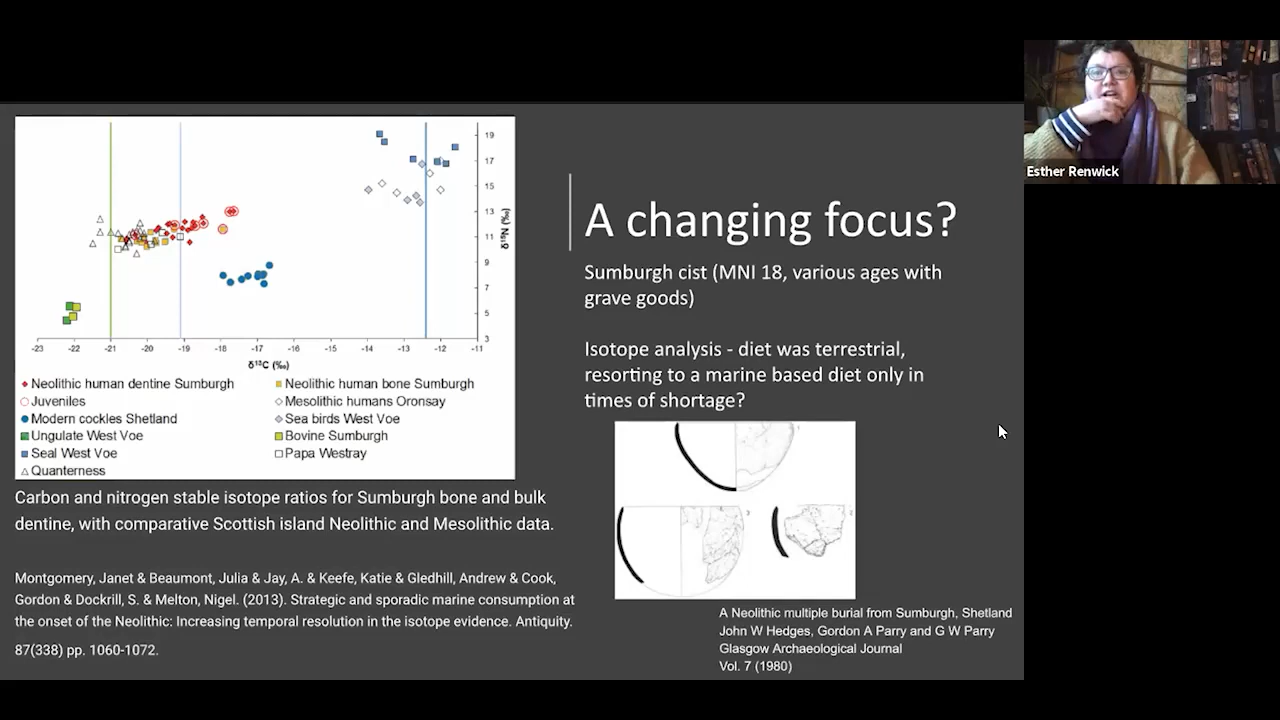 Esther Renwick
A changing focus?
Sumburgh cist (MNI 18, various ages with
grave goods)
Isotope analysis - diet was terrestrial,
resorting to a marine based diet only in
times of shortage?
19
17
15
13
11
9
7
5
3
δ¹⁵N (‰)
-23 -22 -21 -20 -19 -18 -17 -16 -15 -14 -13 -12 -11
δ¹³C (‰)
Neolithic human dentine Sumburgh Neolithic human bone Sumburgh
Juveniles Mesolithic humans Oronsay
Modern cockles Shetland Sea birds West Voe
Ungulate West Voe Bovine Sumburgh
Seal West Voe Papa Westray
Quanterness
Carbon and nitrogen stable isotope ratios for Sumburgh bone and bulk
dentine, with comparative Scottish island Neolithic and Mesolithic data.
Montgomery, Janet & Beaumont, Julia & Jay, A. & Keefe, Katie & Gledhill, Andrew & Cook,
Gordon & Dockrill, S. & Melton, Nigel. (2013). Strategic and sporadic marine consumption at
the onset of the Neolithic: Increasing temporal resolution in the isotope evidence. Antiquity.
87(338) pp. 1060-1072.
1
3
2
A Neolithic multiple burial from Sumburgh, Shetland
John W Hedges, Gordon A Parry and G W Parry
Glasgow Archaeological Journal
Vol. 7 (1980)